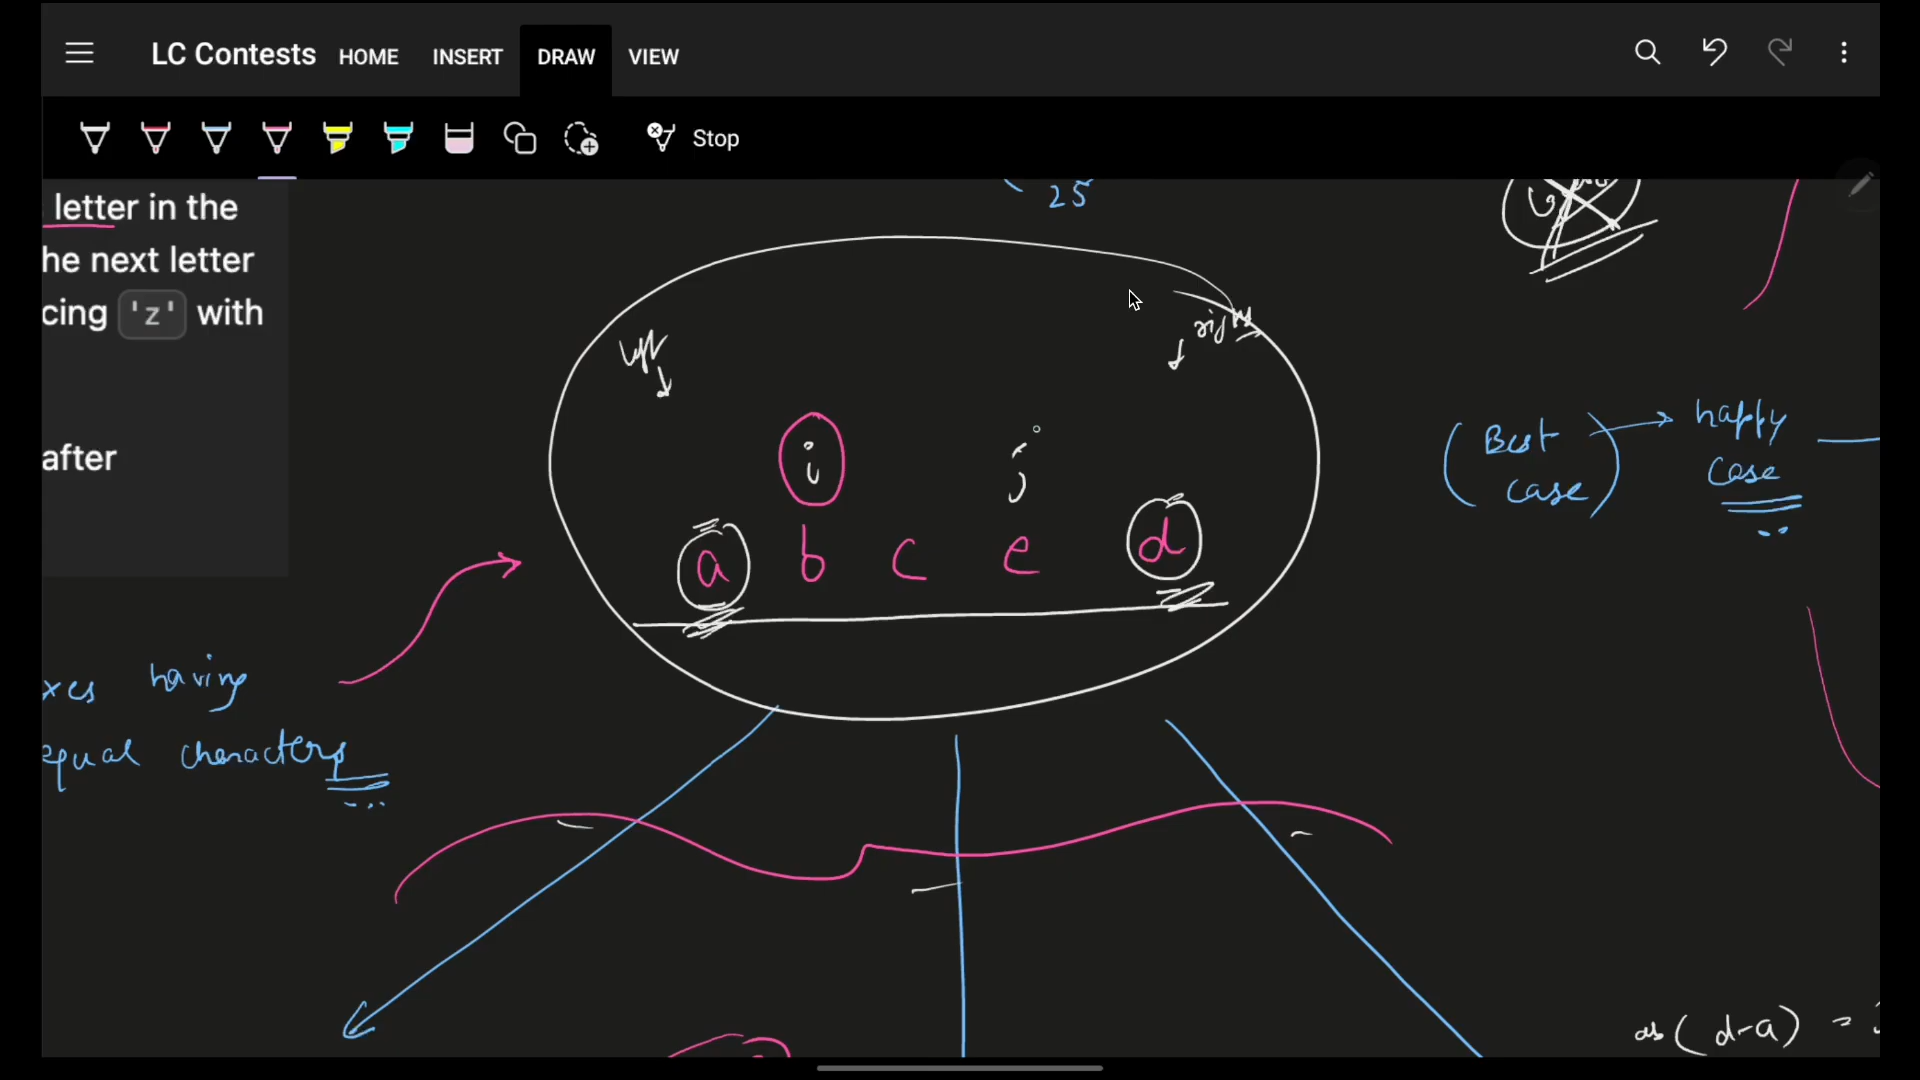 LC Contests HOME INSERT DRAW VIEW
Stop
letter in the
he next letter
cing 'z' with
after
25
left
right
i j
a b c e d
(Best case) → happy case
xes having
equal characters
abs(d-a) =